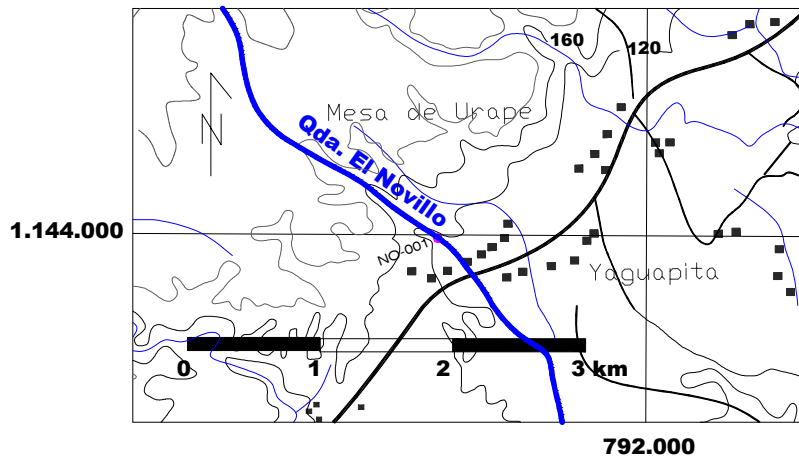 160
120
Mesa de Urape
N
Qda. El Novillo
1.144.000
NO-001
Yaguapita
0 1 2 3 km
792.000